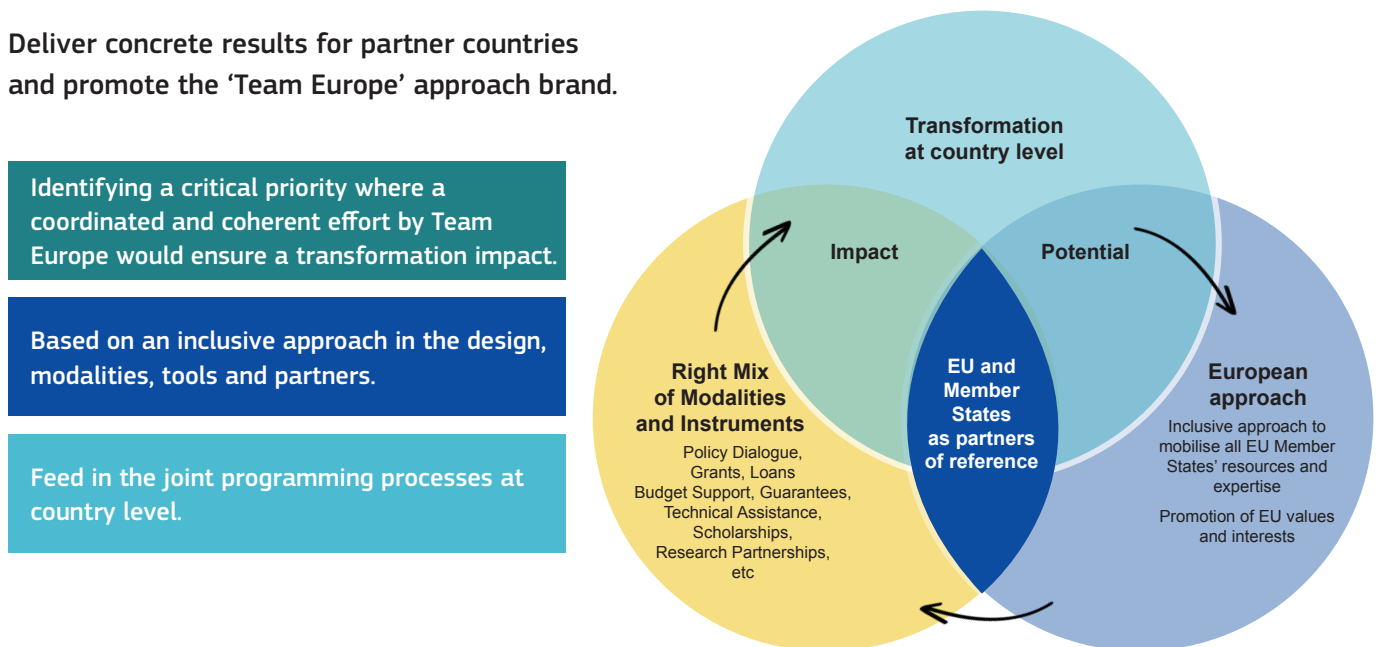 Deliver concrete results for partner countries
and promote the ‘Team Europe’ approach brand.
Identifying a critical priority where a
coordinated and coherent effort by Team
Europe would ensure a transformation impact.
Based on an inclusive approach in the design,
modalities, tools and partners.
Feed in the joint programming processes at
country level.
Transformation
at country level
Impact
Potential
Right Mix
of Modalities
and Instruments
Policy Dialogue,
Grants, Loans
Budget Support, Guarantees,
Technical Assistance,
Scholarships,
Research Partnerships,
etc
EU and
Member
States
as partners
of reference
European
approach
Inclusive approach to
mobilise all EU Member
States’ resources and
expertise
Promotion of EU values
and interests